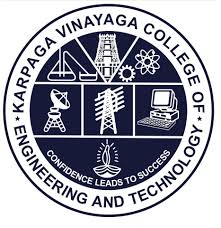 KARPAGA VINAYAGA COLLEGE OF
ENGINEERING AND TECHNOLOGY
CONFIDENCE LEADS TO SUCCESS